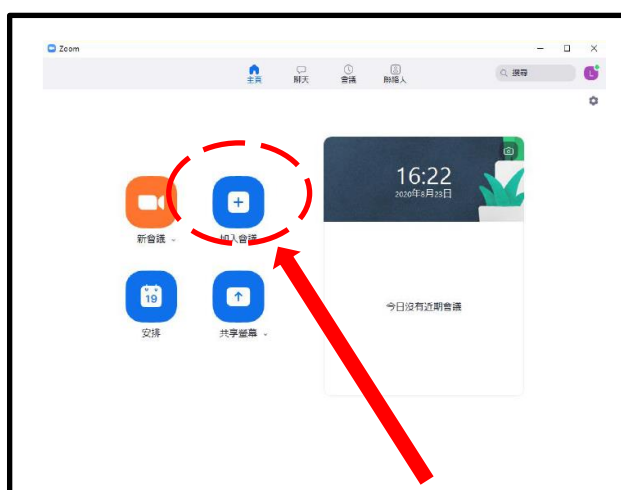 Zoom
主頁 聊天 會議 聯絡人 搜尋 L
16:22
2020年8月23日
新會議 加入會議
19
今日沒有近期會議
安排 共享螢幕